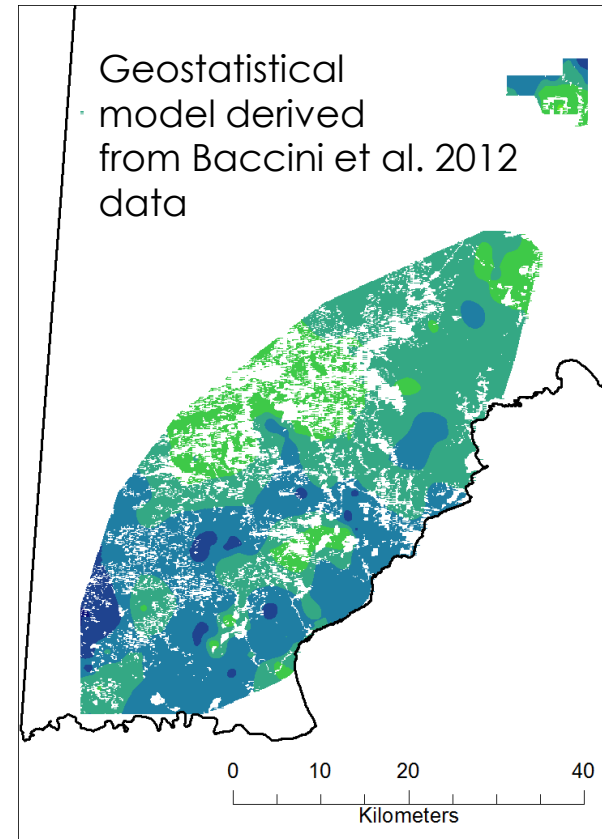 Geostatistical
model derived
from Baccini et al. 2012
data
0 10 20 40
Kilometers